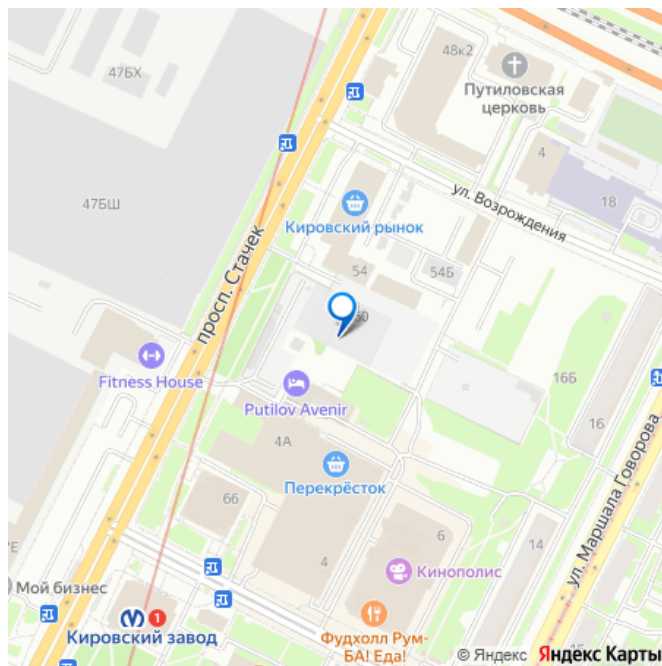 47БХ
48к2
Путиловская
церковь
4
18
ул. Возрождения
47БШ
Кировский рынок
54
54Б
просп. Стачек
60
Fitness House
Putilov Avenir
16Б
16
4А
Перекрёсток
66
6
14
ул. Маршала Говорова
4
Кинополис
Мой бизнес
1
Кировский завод
Фудхолл Рум-
БА! Еда!
© Яндекс Яндекс Карты